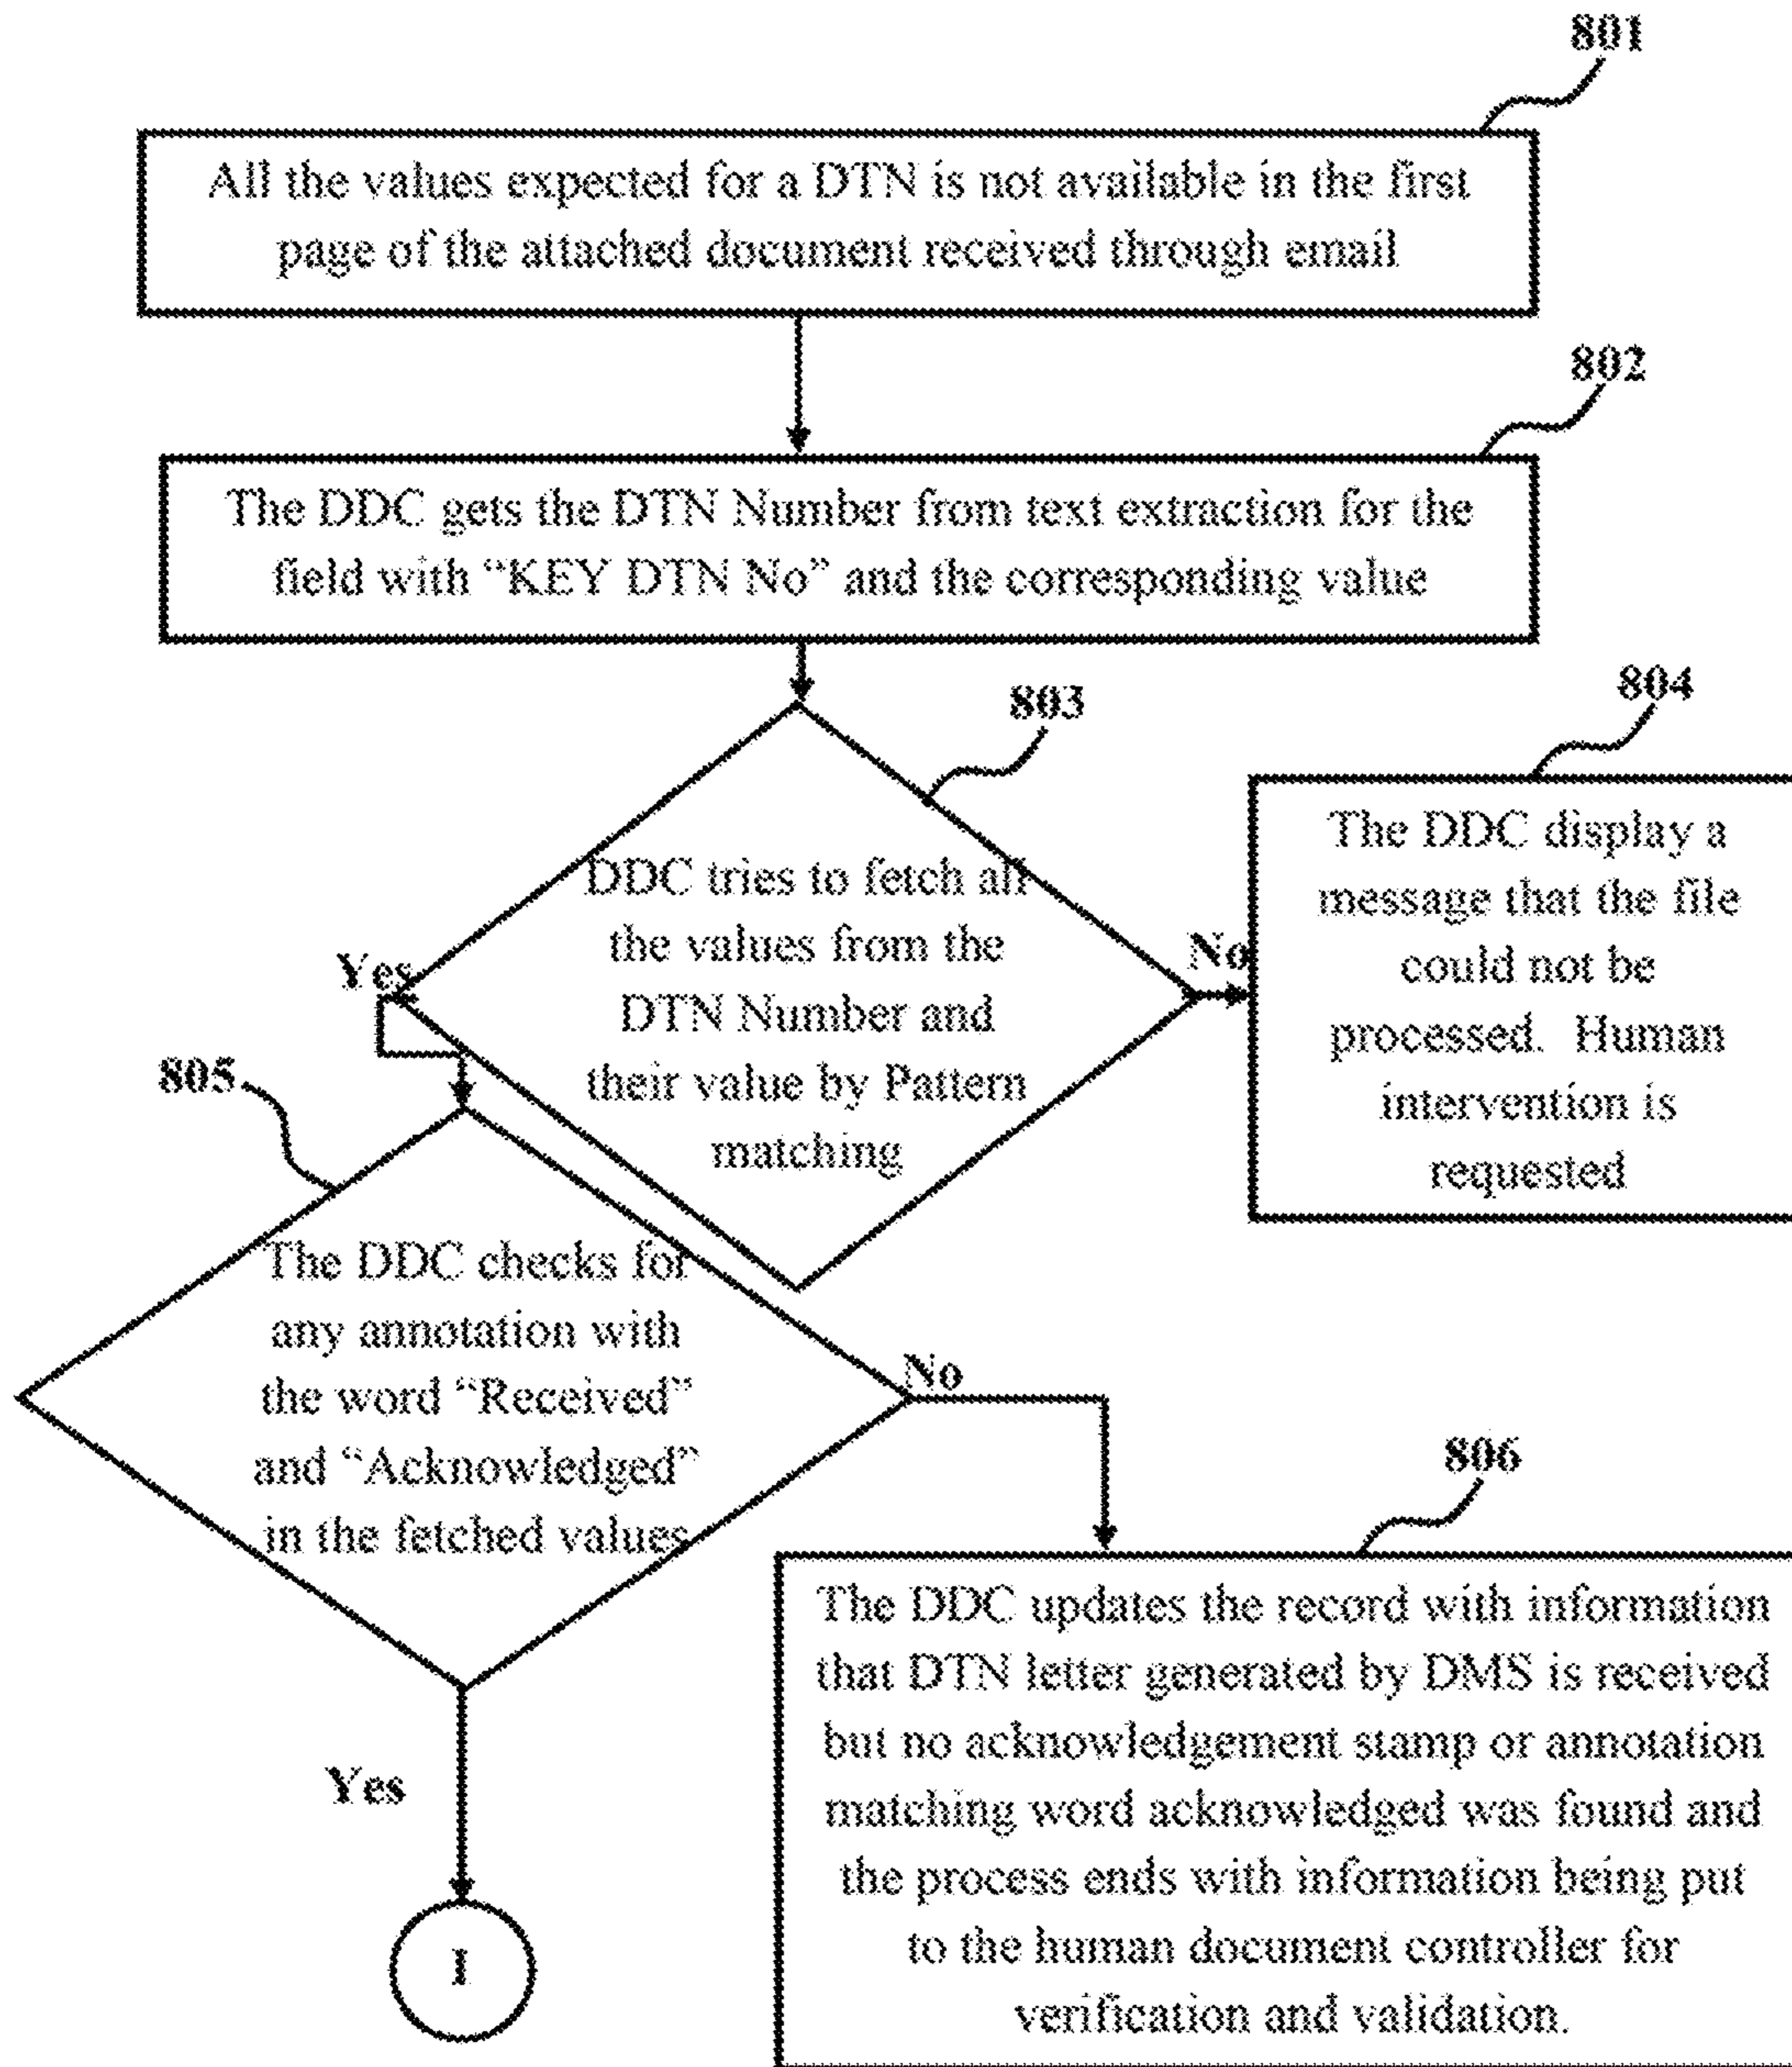 801
All the values expected for a DTN is not available in the first
page of the attached document received through email
802
The DDC gets the DTN Number from text extraction for the
field with “KEY DTN No” and the corresponding value
803
DDC tries to fetch all
the values from the
DTN Number and
their value by Pattern
matching
Yes
No
804
The DDC display a
message that the file
could not be
processed.  Human
intervention is
requested
805
The DDC checks for
any annotation with
the word “Received”
and “Acknowledged”
in the fetched values
No
Yes
806
The DDC updates the record with information
that DTN letter generated by DMS is received
but no acknowledgement stamp or annotation
matching word acknowledged was found and
the process ends with information being put
to the human document controller for
verification and validation.
I